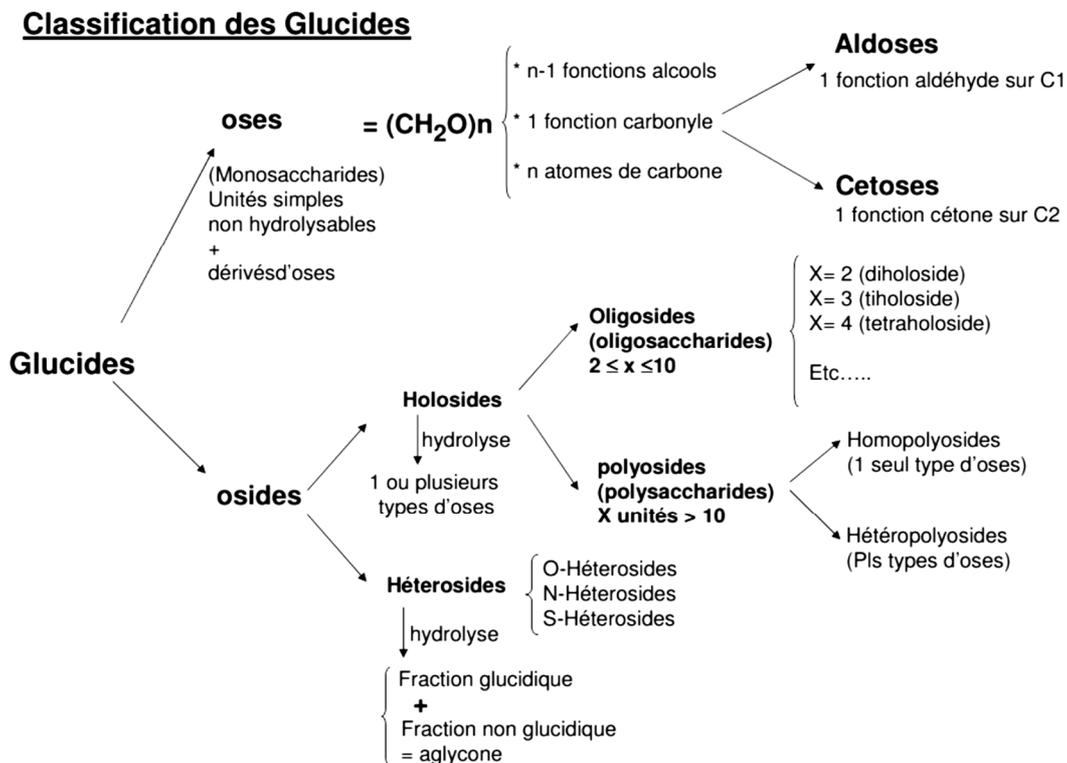 Classification des Glucides
oses
(Monosaccharides)
Unités simples
non hydrolysables
+
dérivésd'oses
= (CH₂O)n
* n-1 fonctions alcools
* 1 fonction carbonyle
* n atomes de carbone
Aldoses
1 fonction aldéhyde sur C1
Cetoses
1 fonction cétone sur C2
Glucides
osides
Holosides
hydrolyse
1 ou plusieurs
types d'oses
Oligosides
(oligosaccharides)
2 ≤ x ≤10
X= 2 (diholoside)
X= 3 (tiholoside)
X= 4 (tetraholoside)
Etc…..
polyosides
(polysaccharides)
X unités > 10
Homopolyosides
(1 seul type d'oses)
Hétéropolyosides
(Pls types d'oses)
Héterosides
O-Héterosides
N-Héterosides
S-Héterosides
hydrolyse
Fraction glucidique
+
Fraction non glucidique
= aglycone